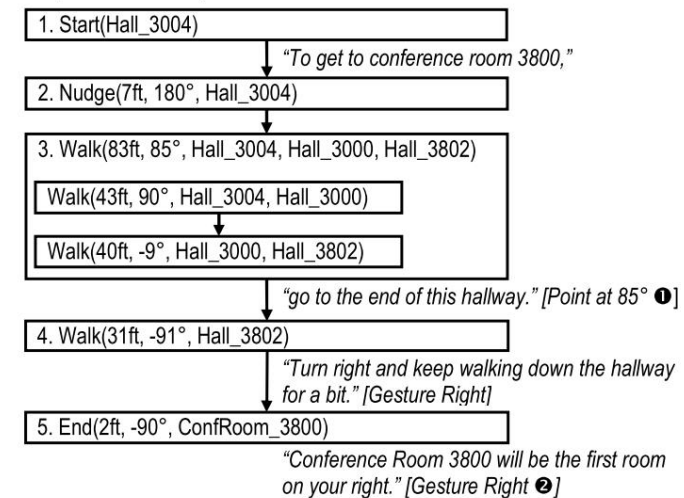 1. Start(Hall_3004)
“To get to conference room 3800,”
2. Nudge(7ft, 180°, Hall_3004)
3. Walk(83ft, 85°, Hall_3004, Hall_3000, Hall_3802)
Walk(43ft, 90°, Hall_3004, Hall_3000)
Walk(40ft, -9°, Hall_3000, Hall_3802)
“go to the end of this hallway.” [Point at 85° ❶]
4. Walk(31ft, -91°, Hall_3802)
“Turn right and keep walking down the hallway
for a bit.” [Gesture Right]
5. End(2ft, -90°, ConfRoom_3800)
“Conference Room 3800 will be the first room
on your right.” [Gesture Right ❷]